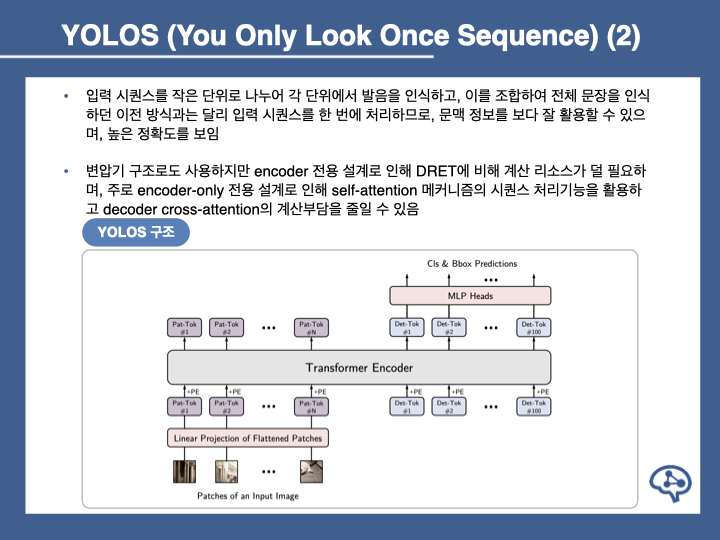 YOLOS (You Only Look Once Sequence) (2)
• 입력 시퀀스를 작은 단위로 나누어 각 단위에서 발음을 인식하고, 이를 조합하여 전체 문장을 인식
하던 이전 방식과는 달리 입력 시퀀스를 한 번에 처리하므로, 문맥 정보를 보다 잘 활용할 수 있으
며, 높은 정확도를 보임
• 변압기 구조로도 사용하지만 encoder 전용 설계로 인해 DRET에 비해 계산 리소스가 덜 필요하
며, 주로 encoder-only 전용 설계로 인해 self-attention 메커니즘의 시퀀스 처리기능을 활용하
고 decoder cross-attention의 계산부담을 줄일 수 있음
YOLOS 구조
Cls & Bbox Predictions
•••
MLP Heads
Pat-Tok #1 Pat-Tok #2 ••• Pat-Tok #N Det-Tok #1 Det-Tok #2 ••• Det-Tok #100
Transformer Encoder
+PE +PE +PE +PE +PE +PE
Pat-Tok #1 Pat-Tok #2 ••• Pat-Tok #N Det-Tok #1 Det-Tok #2 ••• Det-Tok #100
Linear Projection of Flattened Patches
•••
Patches of an Input Image